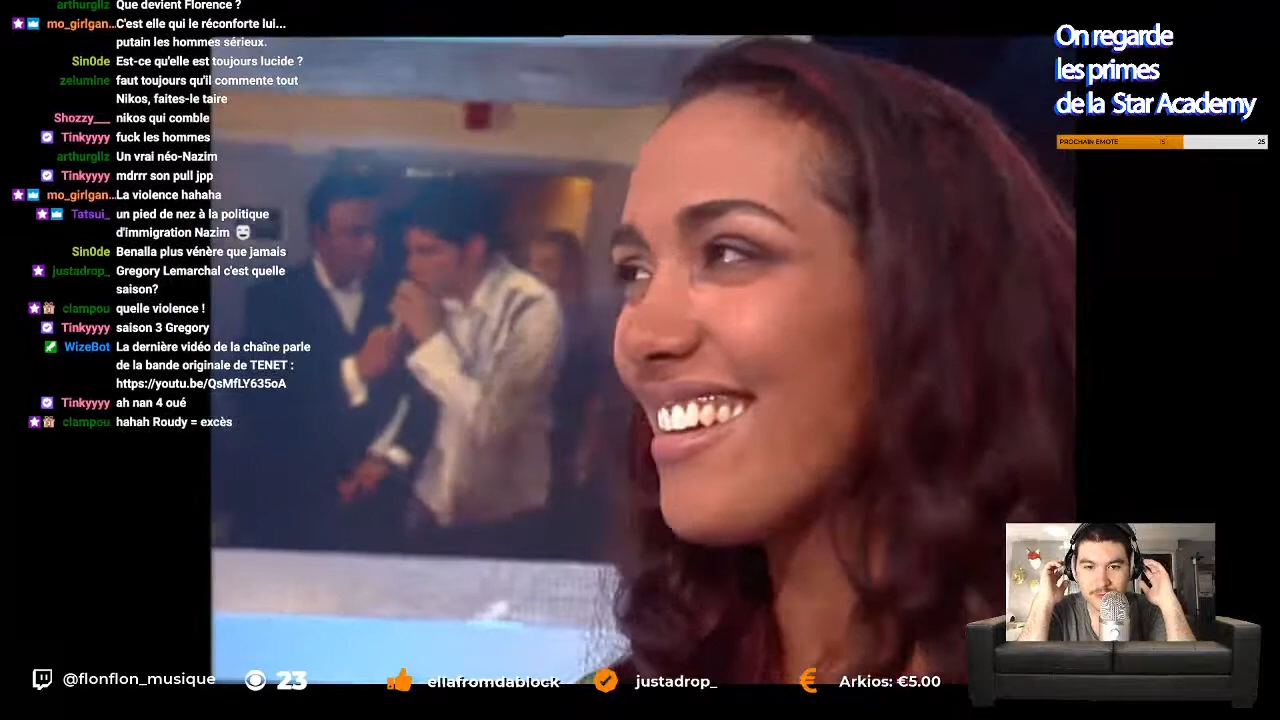 arthurgllz Que devient Florence ?
mo_girlgan... C'est elle qui le réconforte lui...
putain les hommes sérieux.
Sin0de Est-ce qu'elle est toujours lucide ?
zelumine faut toujours qu'il commente tout
Nikos, faites-le taire
Shozzy___ nikos qui comble
Tinkyyyy fuck les hommes
arthurgllz Un vrai néo-Nazim
Tinkyyyy mdrrr son pull jpp
mo_girlgan... La violence hahaha
Tatsui_ un pied de nez à la politique
d'immigration Nazim
Sin0de Benalla plus vénère que jamais
justadrop_ Gregory Lemarchal c'est quelle
saison?
clampou quelle violence !
Tinkyyyy saison 3 Gregory
WizeBot La dernière vidéo de la chaîne parle
de la bande originale de TENET :
https://youtu.be/QsMfLY635oA
Tinkyyyy ah nan 4 oué
clampou hahah Roudy = excès
On regarde
les primes
de la Star Academy
PROCHAIN EMOTE 15 25
@flonflon_musique 23 ellafromdablock justadrop_ € Arkios: €5.00